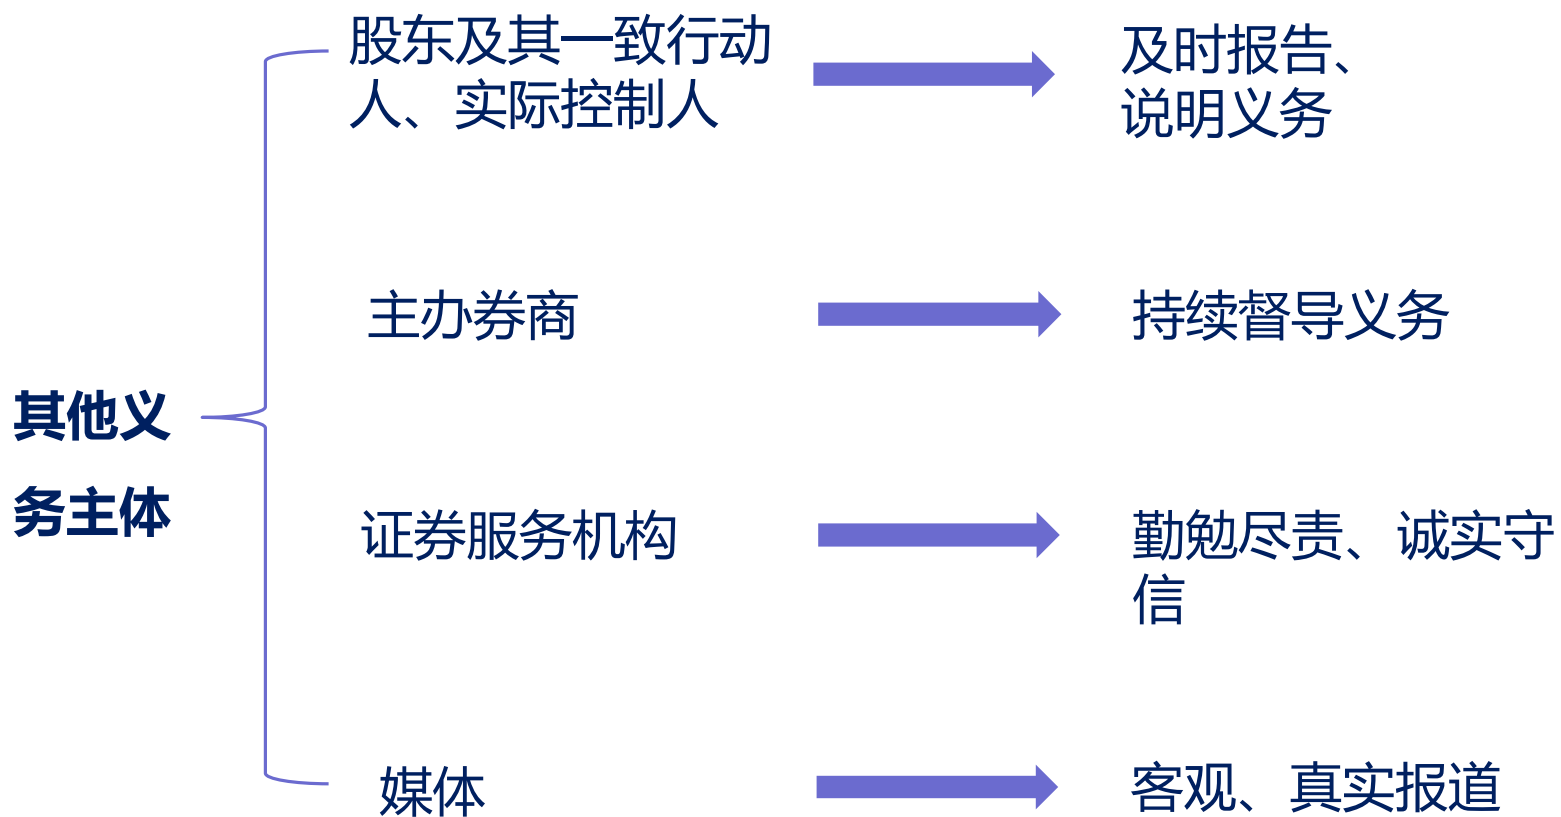 其他义
务主体
股东及其一致行动
人、实际控制人
及时报告、
说明义务
主办券商
持续督导义务
证券服务机构
勤勉尽责、诚实守
信
媒体
客观、真实报道